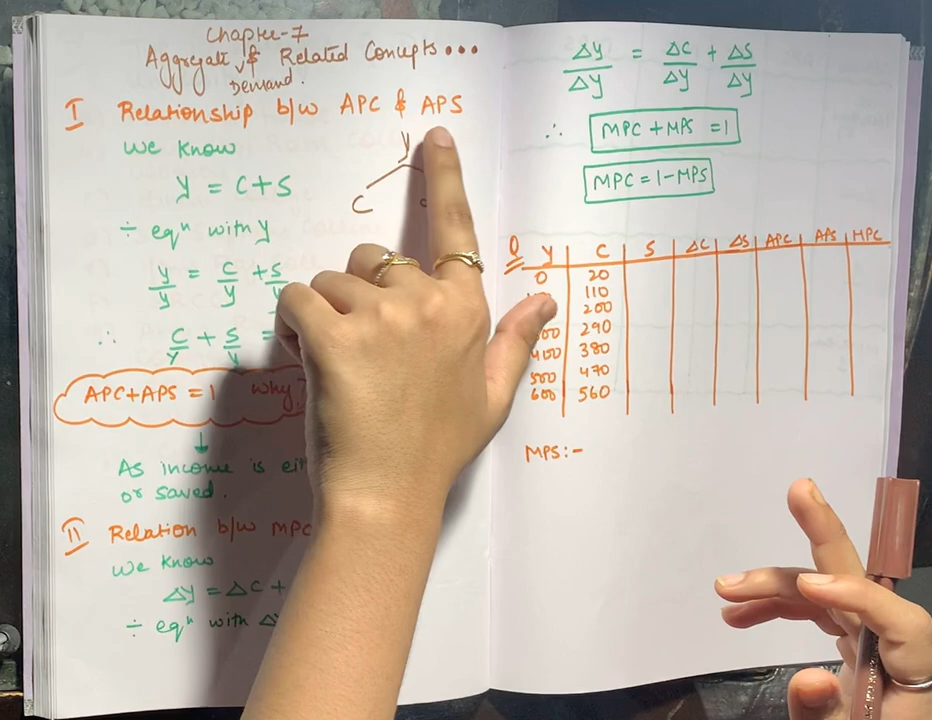 Chapter-7
Aggregate & Related Concepts...
Demand.
I Relationship b/w APC & APS
We know
Y
Y = C+S
C
÷ eqⁿ with y
y/y = C/y + S/y
∴ C/Y + S/y =
APC+APS = 1 why?
↓
As income is
or saved.
II Relation b/w MPC
We know
Δy = ΔC +
÷ eqⁿ with
Δy/Δy = ΔC/Δy + ΔS/Δy
∴ MPC + MPS = 1
MPC = 1-MPS
Q Y C S ΔC ΔS APC APS MPC
0 20
110
200
290
400 380
500 470
600 560
MPS:-